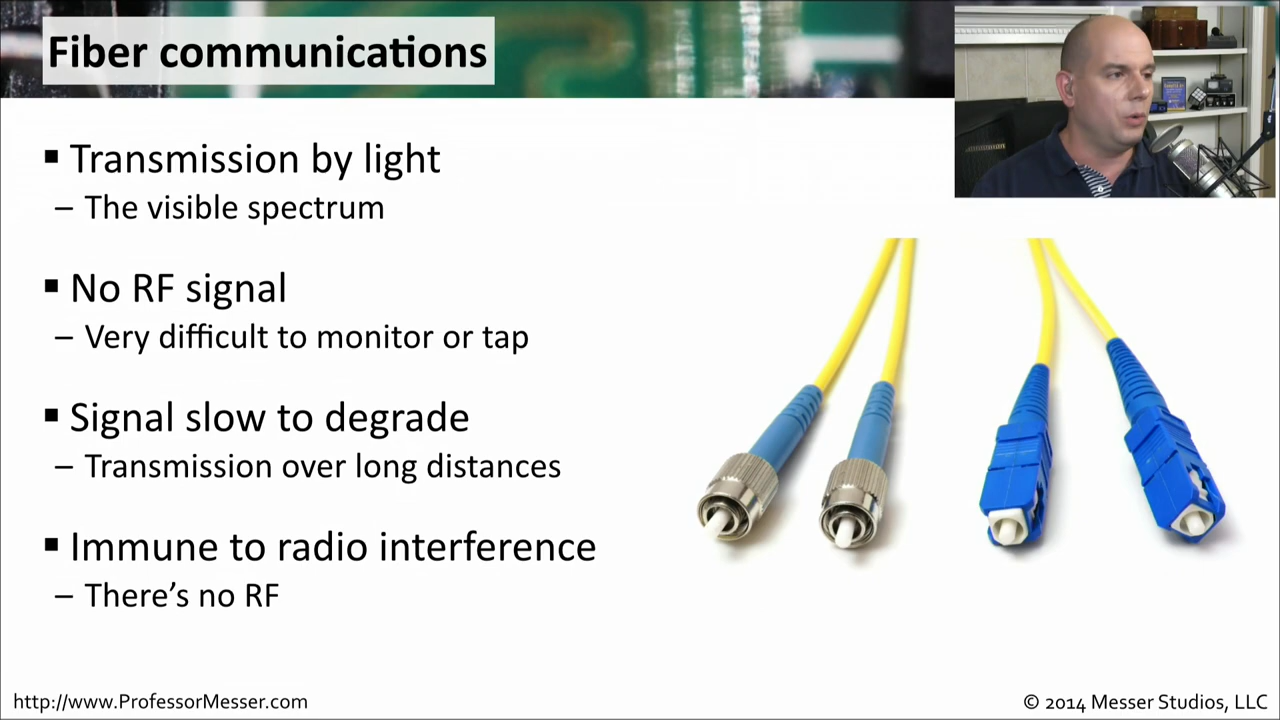 Fiber communications
▪ Transmission by light
– The visible spectrum
▪ No RF signal
– Very difficult to monitor or tap
▪ Signal slow to degrade
– Transmission over long distances
▪ Immune to radio interference
– There's no RF
http://www.ProfessorMesser.com
© 2014 Messer Studios, LLC